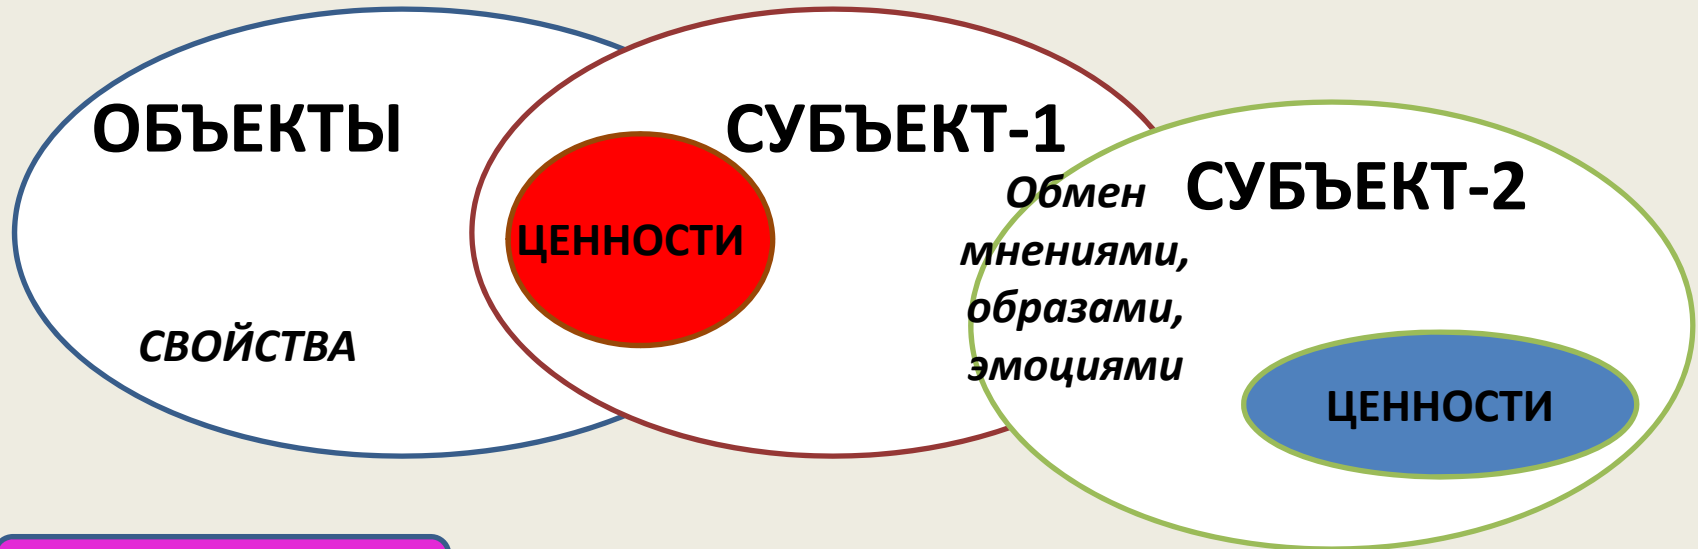 ОБЪЕКТЫ
СВОЙСТВА
СУБЪЕКТ-1
ЦЕННОСТИ
Обмен
мнениями,
образами,
эмоциями
СУБЪЕКТ-2
ЦЕННОСТИ